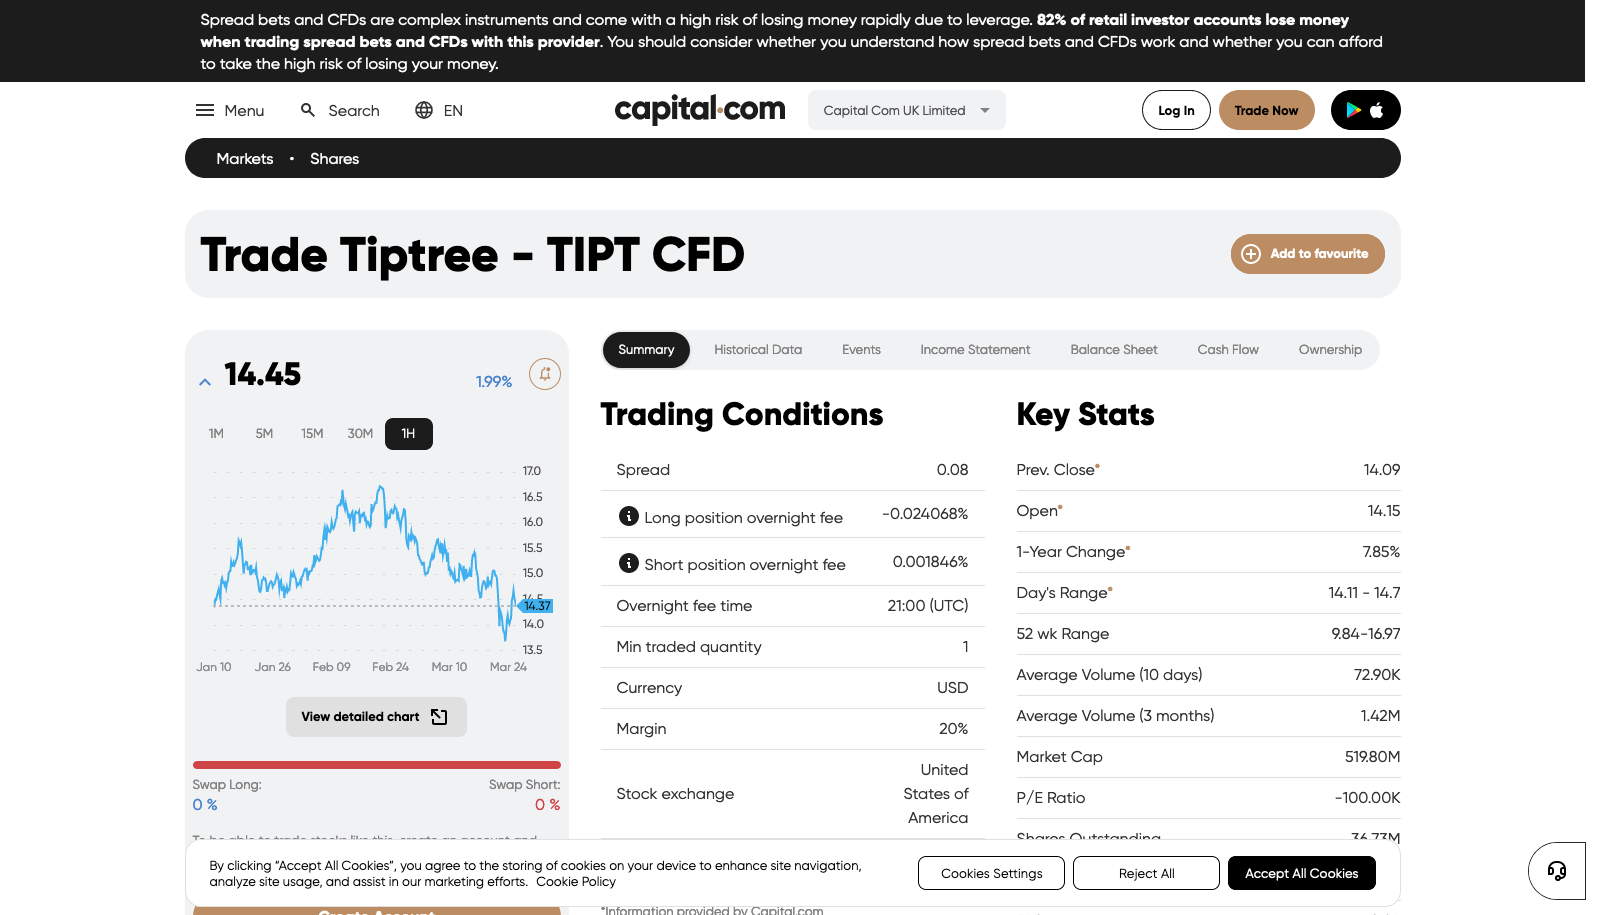 Spread bets and CFDs are complex instruments and come with a high risk of losing money rapidly due to leverage. 82% of retail investor accounts lose money
when trading spread bets and CFDs with this provider. You should consider whether you understand how spread bets and CFDs work and whether you can afford
to take the high risk of losing your money.
Menu Search EN capital.com Capital Com UK Limited Log In Trade Now
Markets • Shares
Trade Tiptree - TIPT CFD
Add to favourite
14.45 1.99%
1M 5M 15M 30M 1H
17.0
16.5
16.0
15.5
15.0
14.5
14.37
14.0
13.5
Jan 10 Jan 26 Feb 09 Feb 24 Mar 10 Mar 24
View detailed chart
Swap Long: Swap Short:
0 % 0 %
To be able to trade stocks like this, create an account and
Create Account
Summary Historical Data Events Income Statement Balance Sheet Cash Flow Ownership
Trading Conditions
Spread 0.08
Long position overnight fee -0.024068%
Short position overnight fee 0.001846%
Overnight fee time 21:00 (UTC)
Min traded quantity 1
Currency USD
Margin 20%
Stock exchange United
States of
America
*Information provided by Capital.com
Key Stats
Prev. Close* 14.09
Open* 14.15
1-Year Change* 7.85%
Day's Range* 14.11 - 14.7
52 wk Range 9.84-16.97
Average Volume (10 days) 72.90K
Average Volume (3 months) 1.42M
Market Cap 519.80M
P/E Ratio -100.00K
Shares Outstanding 36.73M
By clicking “Accept All Cookies”, you agree to the storing of cookies on your device to enhance site navigation,
analyze site usage, and assist in our marketing efforts. Cookie Policy
Cookies Settings Reject All Accept All Cookies